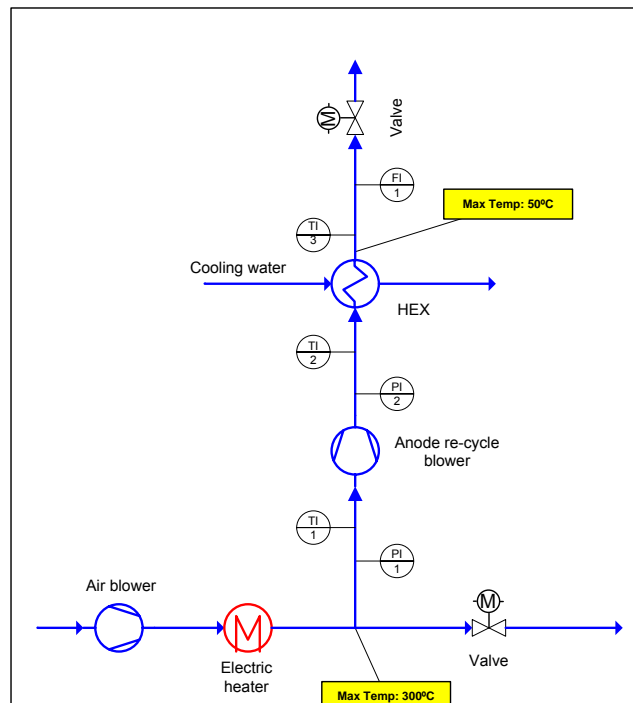 M
Valve
FI
1
Max Temp: 50ºC
TI
3
Cooling water
HEX
TI
2
PI
2
Anode re-cycle
blower
TI
1
PI
1
Air blower
M
M
Electric
heater
Valve
Max Temp: 300ºC